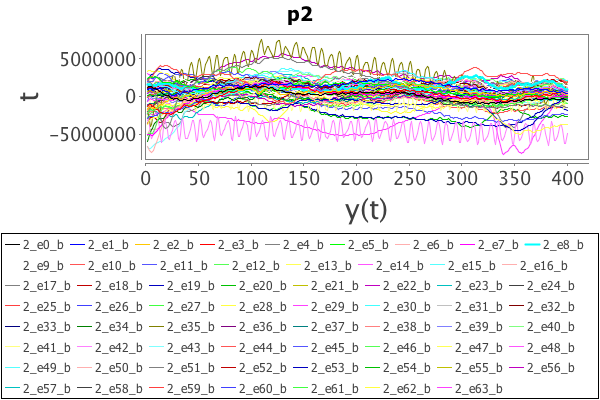 p2
5000000
0
-5000000
t
0 50 100 150 200 250 300 350 400
y(t)
2_e0_b 2_e1_b 2_e2_b 2_e3_b 2_e4_b 2_e5_b 2_e6_b 2_e7_b 2_e8_b
2_e9_b 2_e10_b 2_e11_b 2_e12_b 2_e13_b 2_e14_b 2_e15_b 2_e16_b
2_e17_b 2_e18_b 2_e19_b 2_e20_b 2_e21_b 2_e22_b 2_e23_b 2_e24_b
2_e25_b 2_e26_b 2_e27_b 2_e28_b 2_e29_b 2_e30_b 2_e31_b 2_e32_b
2_e33_b 2_e34_b 2_e35_b 2_e36_b 2_e37_b 2_e38_b 2_e39_b 2_e40_b
2_e41_b 2_e42_b 2_e43_b 2_e44_b 2_e45_b 2_e46_b 2_e47_b 2_e48_b
2_e49_b 2_e50_b 2_e51_b 2_e52_b 2_e53_b 2_e54_b 2_e55_b 2_e56_b
2_e57_b 2_e58_b 2_e59_b 2_e60_b 2_e61_b 2_e62_b 2_e63_b